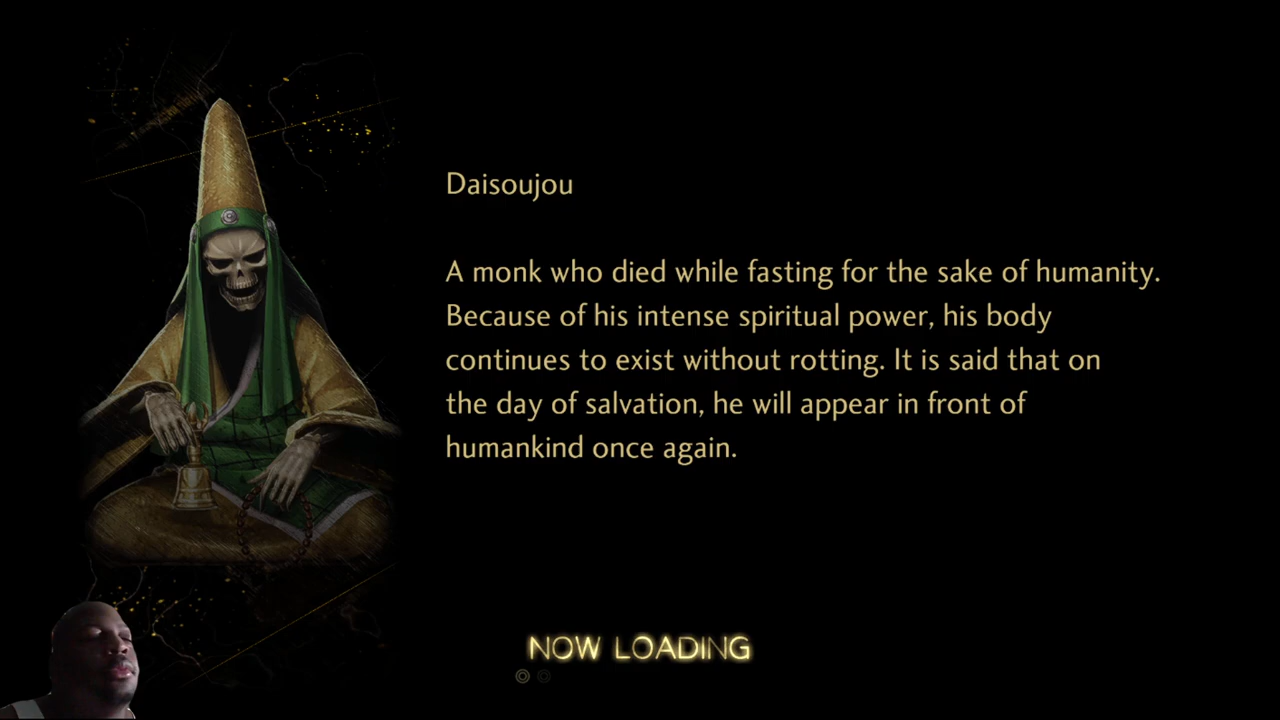 Daisoujou
A monk who died while fasting for the sake of humanity.
Because of his intense spiritual power, his body
continues to exist without rotting. It is said that on
the day of salvation, he will appear in front of
humankind once again.
NOW LOADING